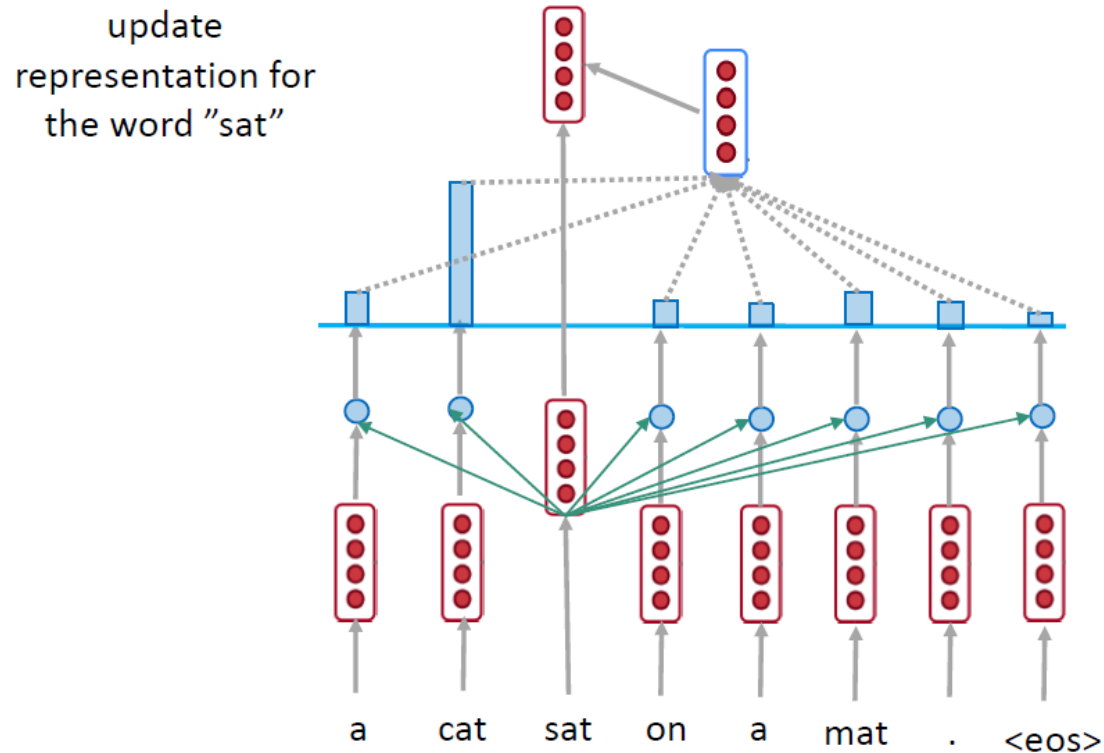 update
representation for
the word ”sat”
a cat sat on a mat . <eos>